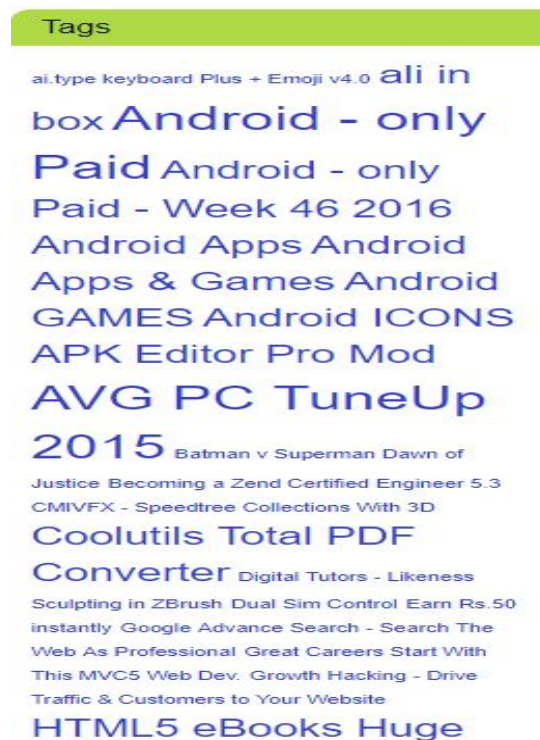 Tags
ai.type keyboard Plus + Emoji v4.0 ali in
box Android - only
Paid Android - only
Paid - Week 46 2016
Android Apps Android
Apps & Games Android
GAMES Android ICONS
APK Editor Pro Mod
AVG PC TuneUp
2015 Batman v Superman Dawn of
Justice Becoming a Zend Certified Engineer 5.3
CMIVFX - Speedtree Collections With 3D
Coolutils Total PDF
Converter Digital Tutors - Likeness
Sculpting in ZBrush Dual Sim Control Earn Rs.50
instantly Google Advance Search - Search The
Web As Professional Great Careers Start With
This MVC5 Web Dev. Growth Hacking - Drive
Traffic & Customers to Your Website
HTML5 eBooks Huge